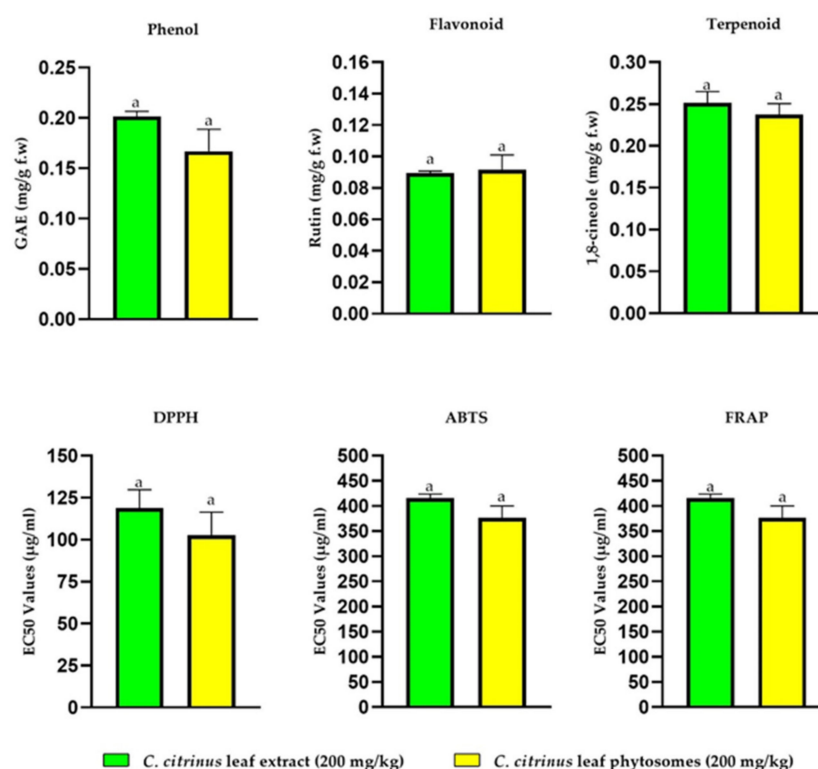 Phenol
Flavonoid
Terpenoid
GAE (mg/g f.w)
0.25
0.20
0.15
0.10
0.05
0.00
a
a
Rutin (mg/g f.w)
0.16
0.14
0.12
0.10
0.08
0.06
0.04
0.02
0.00
a
a
1,8-cineole (mg/g f.w)
0.30
0.25
0.20
0.15
0.10
0.05
0.00
a
a
DPPH
ABTS
FRAP
EC50 Values (µg/ml)
150
125
100
75
50
25
0
a
a
EC50 Values (µg/ml)
500
450
400
350
300
250
200
150
100
50
0
a
a
EC50 Values (µg/ml)
500
450
400
350
300
250
200
150
100
50
0
a
a
C. citrinus leaf extract (200 mg/kg)
C. citrinus leaf phytosomes (200 mg/kg)